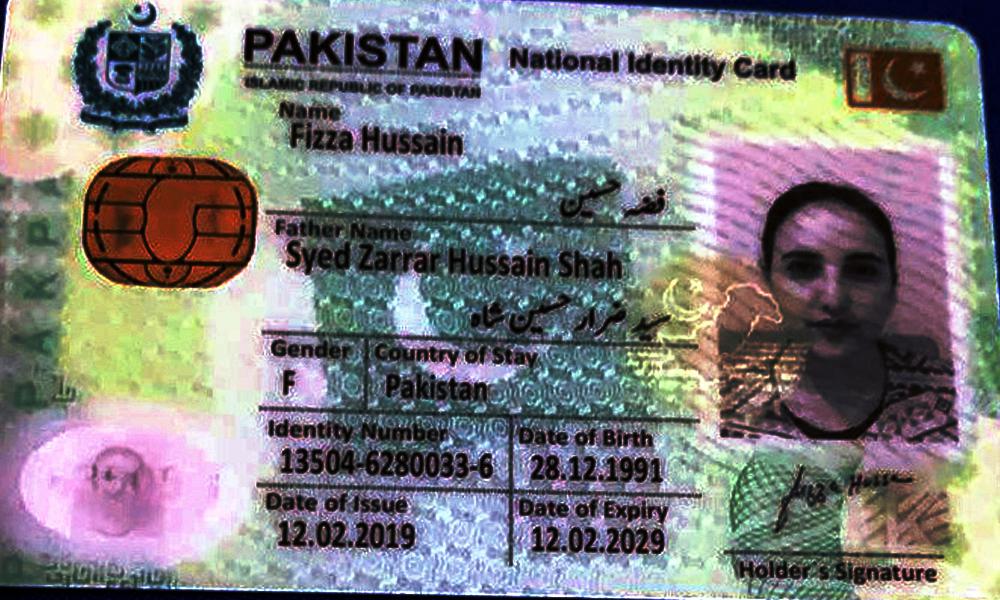 PAKISTAN National Identity Card
ISLAMIC REPUBLIC OF PAKISTAN
Name
Fizza Hussain
فضہ حسین
Father Name
Syed Zarrar Hussain Shah
سید ضرار حسین شاہ
Gender Country of Stay
F Pakistan
Identity Number Date of Birth
13504-6280033-6 28.12.1991
Date of Issue Date of Expiry
12.02.2019 12.02.2029
Holder's Signature